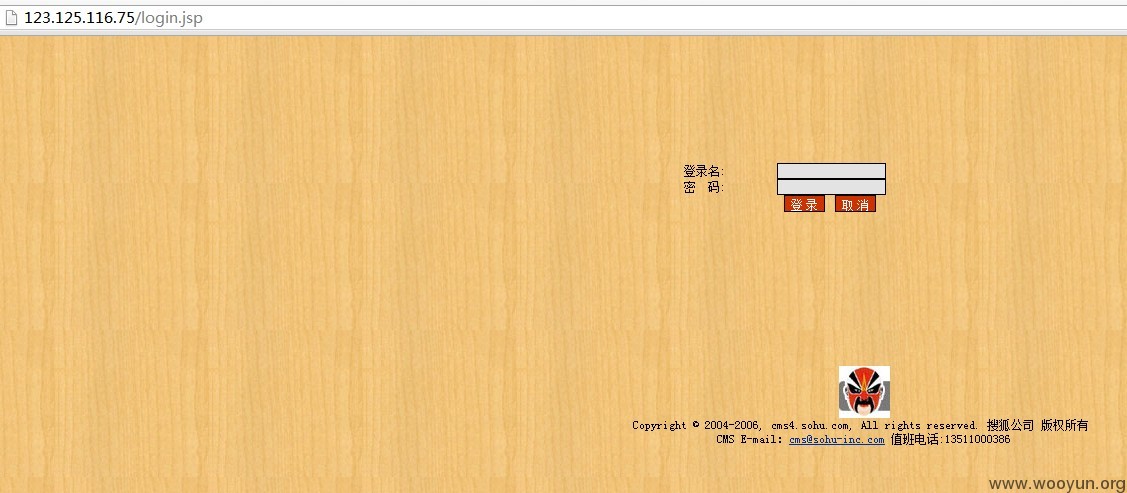 123.125.116.75/login.jsp
登录名:
密 码:
登 录 取 消
Copyright © 2004-2006, cms4.sohu.com, All rights reserved. 搜狐公司 版权所有
CMS E-mail: cms@sohu-inc.com 值班电话:13511000386
www.wooyun.org